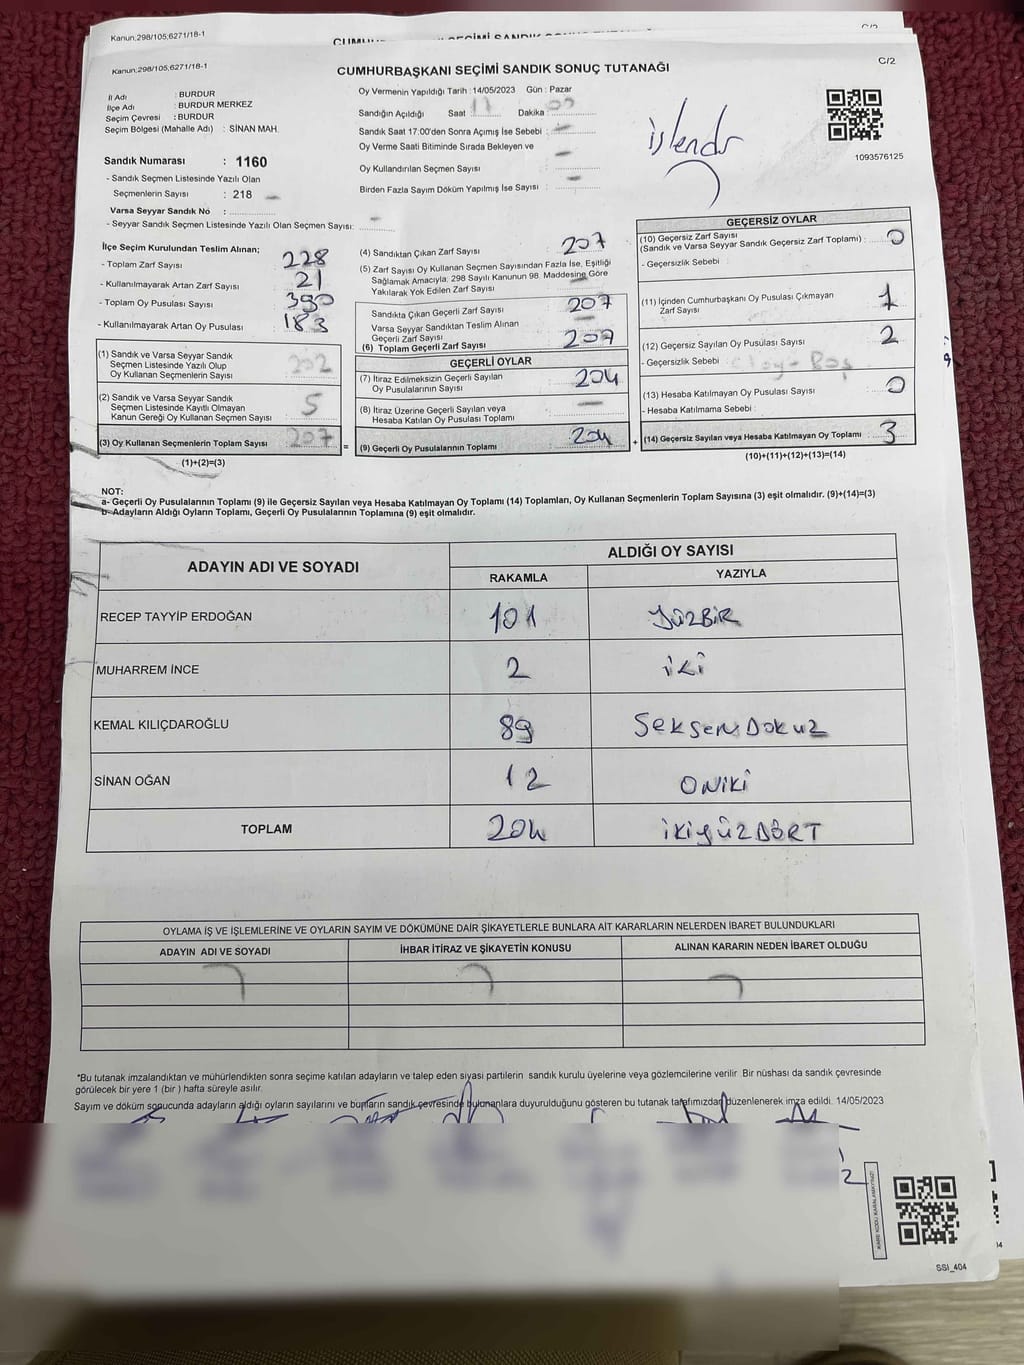 Kanun;298/105;6271/18-1
C/2
Kanun;298/105;6271/18-1
C/2
CUMHURBAŞKANI SEÇİMİ SANDIK SONUÇ TUTANAĞI
İl Adı : BURDUR
İlçe Adı : BURDUR MERKEZ
Seçim Çevresi : BURDUR
Seçim Bölgesi (Mahalle Adı) : SİNAN MAH.
Sandık Numarası : 1160
- Sandık Seçmen Listesinde Yazılı Olan
Seçmenlerin Sayısı : 218
Varsa Seyyar Sandık No :
- Seyyar Sandık Seçmen Listesinde Yazılı Olan Seçmen Sayısı: -
Oy Vermenin Yapıldığı Tarih : 14/05/2023 Gün : Pazar
Sandığın Açıldığı Saat : 17 Dakika :
Sandık Saat 17:00'den Sonra Açımış İse Sebebi : -
Oy Verme Saati Bitiminde Sırada Bekleyen ve
Oy Kullandırılan Seçmen Sayısı : -
Birden Fazla Sayım Döküm Yapılmış İse Sayısı : -
işlendi
1093576125
İlçe Seçim Kurulundan Teslim Alınan;
- Toplam Zarf Sayısı 228
- Kullanılmayarak Artan Zarf Sayısı 21
- Toplam Oy Pusulası Sayısı 390
- Kullanılmayarak Artan Oy Pusulası 183
(1) Sandık ve Varsa Seyyar Sandık
Seçmen Listesinde Yazılı Olup
Oy Kullanan Seçmenlerin Sayısı 202
(2) Sandık ve Varsa Seyyar Sandık
Seçmen Listesinde Kayıtlı Olmayan
Kanun Gereği Oy Kullanan Seçmen Sayısı 5
(3) Oy Kullanan Seçmenlerin Toplam Sayısı 207 =
(1)+(2)=(3)
(4) Sandıktan Çıkan Zarf Sayısı 207
(5) Zarf Sayısı Oy Kullanan Seçmen Sayısından Fazla İse, Eşitliği
Sağlamak Amacıyla; 298 Sayılı Kanunun 98. Maddesine Göre
Yakılarak Yok Edilen Zarf Sayısı -
Sandıkta Çıkan Geçerli Zarf Sayısı 207
Varsa Seyyar Sandıktan Teslim Alınan
Geçerli Zarf Sayısı -
(6) Toplam Geçerli Zarf Sayısı 207
GEÇERLİ OYLAR
(7) İtiraz Edilmeksizin Geçerli Sayılan
Oy Pusulalarının Sayısı 204
(8) İtiraz Üzerine Geçerli Sayılan veya
Hesaba Katılan Oy Pusulası Toplamı -
(9) Geçerli Oy Pusulalarının Toplamı 204 +
GEÇERSİZ OYLAR
(10) Geçersiz Zarf Sayısı
(Sandık ve Varsa Seyyar Sandık Geçersiz Zarf Toplamı) : 0
- Geçersizlik Sebebi
(11) İçinden Cumhurbaşkanı Oy Pusulası Çıkmayan
Zarf Sayısı 1
(12) Geçersiz Sayılan Oy Pusulası Sayısı 2
- Geçersizlik Sebebi Boş
(13) Hesaba Katılmayan Oy Pusulası Sayısı 0
- Hesaba Katılmama Sebebi :
(14) Geçersiz Sayılan veya Hesaba Katılmayan Oy Toplamı 3
(10)+(11)+(12)+(13)=(14)
NOT:
a- Geçerli Oy Pusulalarının Toplamı (9) ile Geçersiz Sayılan veya Hesaba Katılmayan Oy Toplamı (14) Toplamları, Oy Kullanan Seçmenlerin Toplam Sayısına (3) eşit olmalıdır. (9)+(14)=(3)
b- Adayların Aldığı Oyların Toplamı, Geçerli Oy Pusulalarının Toplamına (9) eşit olmalıdır.
ADAYIN ADI VE SOYADI
ALDIĞI OY SAYISI
RAKAMLA YAZIYLA
RECEP TAYYİP ERDOĞAN 101 YÜZBİR
MUHARREM İNCE 2 iKi
KEMAL KILIÇDAROĞLU 89 SekSenDokuz
SİNAN OĞAN 12 ONiKi
TOPLAM 204 iKiyüzDÖRT
OYLAMA İŞ VE İŞLEMLERİNE VE OYLARIN SAYIM VE DÖKÜMÜNE DAİR ŞİKAYETLERLE BUNLARA AİT KARARLARIN NELERDEN İBARET BULUNDUKLARI
ADAYIN ADI VE SOYADI İHBAR İTİRAZ VE ŞİKAYETİN KONUSU ALINAN KARARIN NEDEN İBARET OLDUĞU
*Bu tutanak imzalandıktan ve mühürlendikten sonra seçime katılan adayların ve talep eden siyasi partilerin sandık kurulu üyelerine veya gözlemcilerine verilir. Bir nüshası da sandık çevresinde
görülecek bir yere 1 (bir ) hafta süreyle asılır.
Sayım ve döküm sonucunda adayların aldığı oyların sayılarını ve bunların sandık çevresinde bulunanlara duyurulduğunu gösteren bu tutanak tarafımızdan düzenlenerek imza edildi. 14/05/2023
KARE KODU KARALAMAYINIZ!
SSI_404